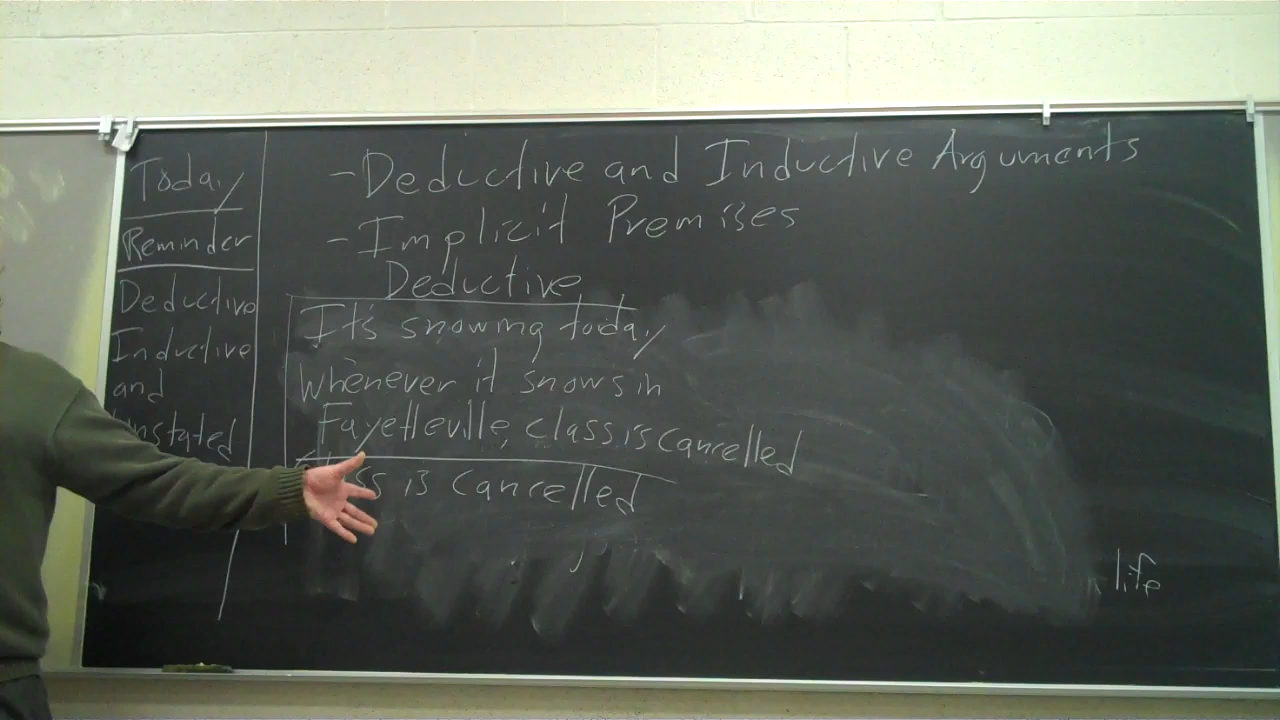 Today
Reminder
Deductive
Inductive
and
- Deductive and Inductive Arguments
- Implicit Premises
Deductive
It's snowing today
Whenever it snows in
Fayetteville, class is cancelled
is cancelled
life